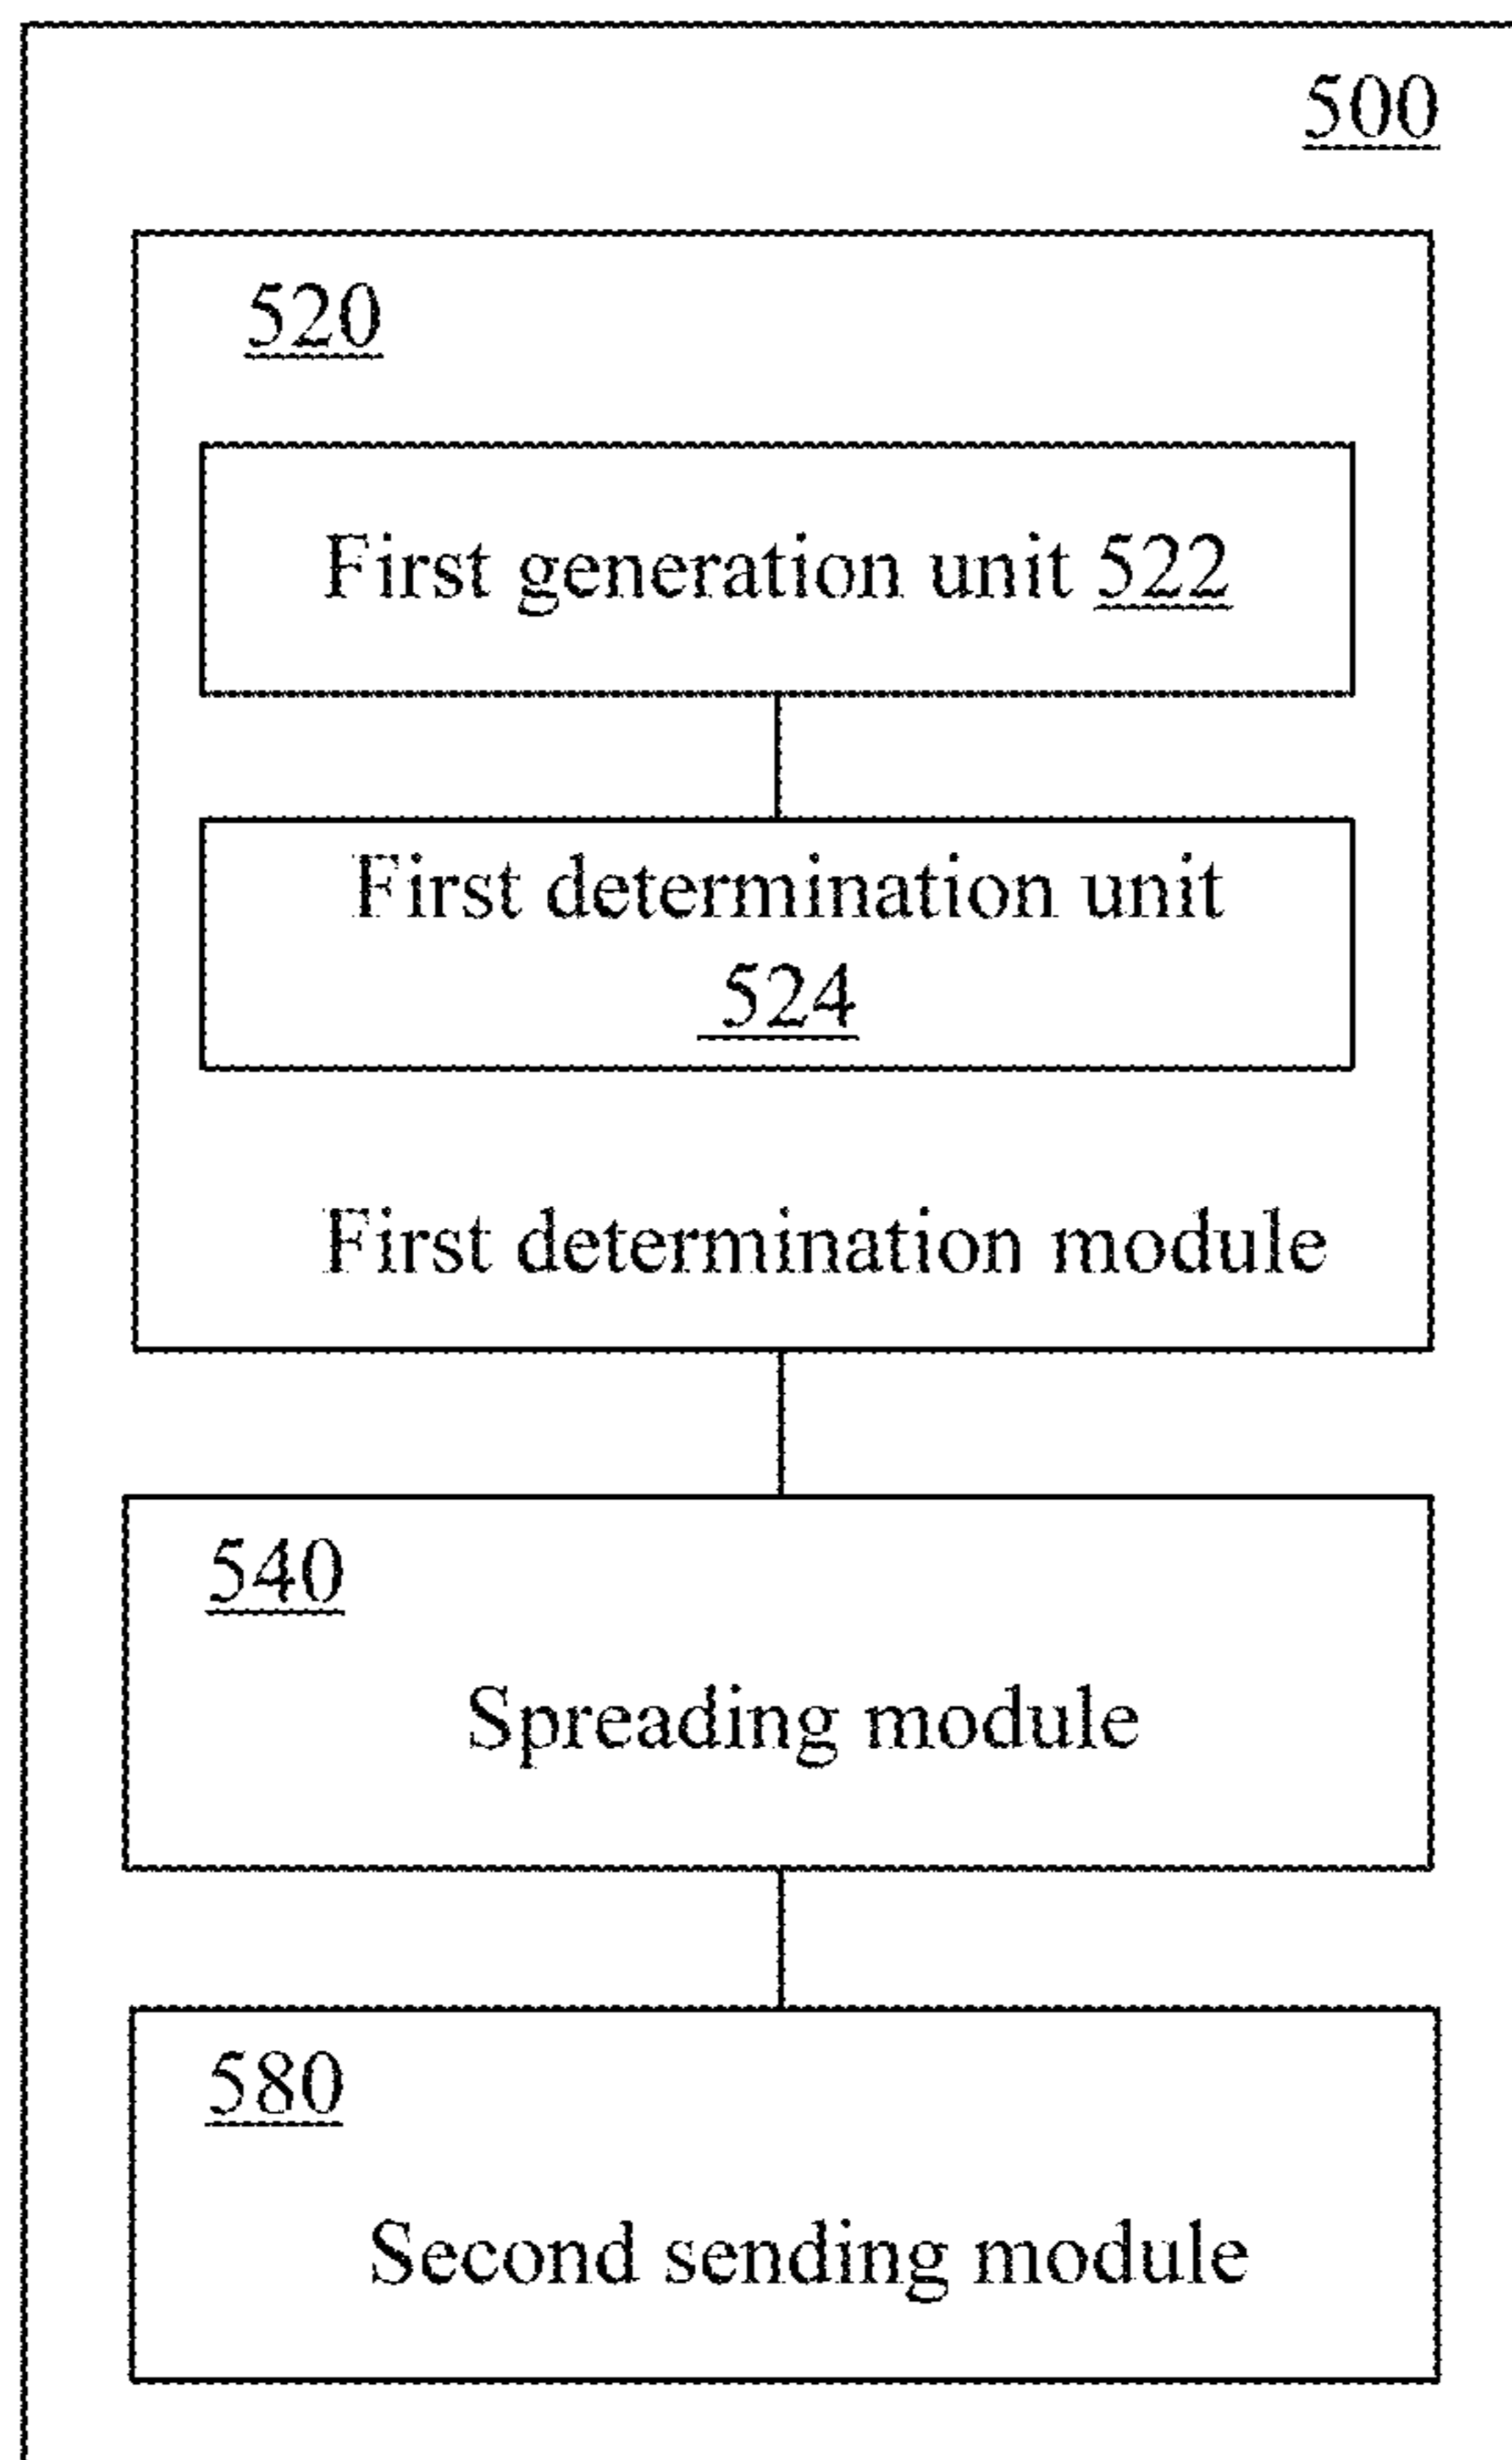 500
520
First generation unit 522
First determination unit
524
First determination module
540
Spreading module
580
Second sending module